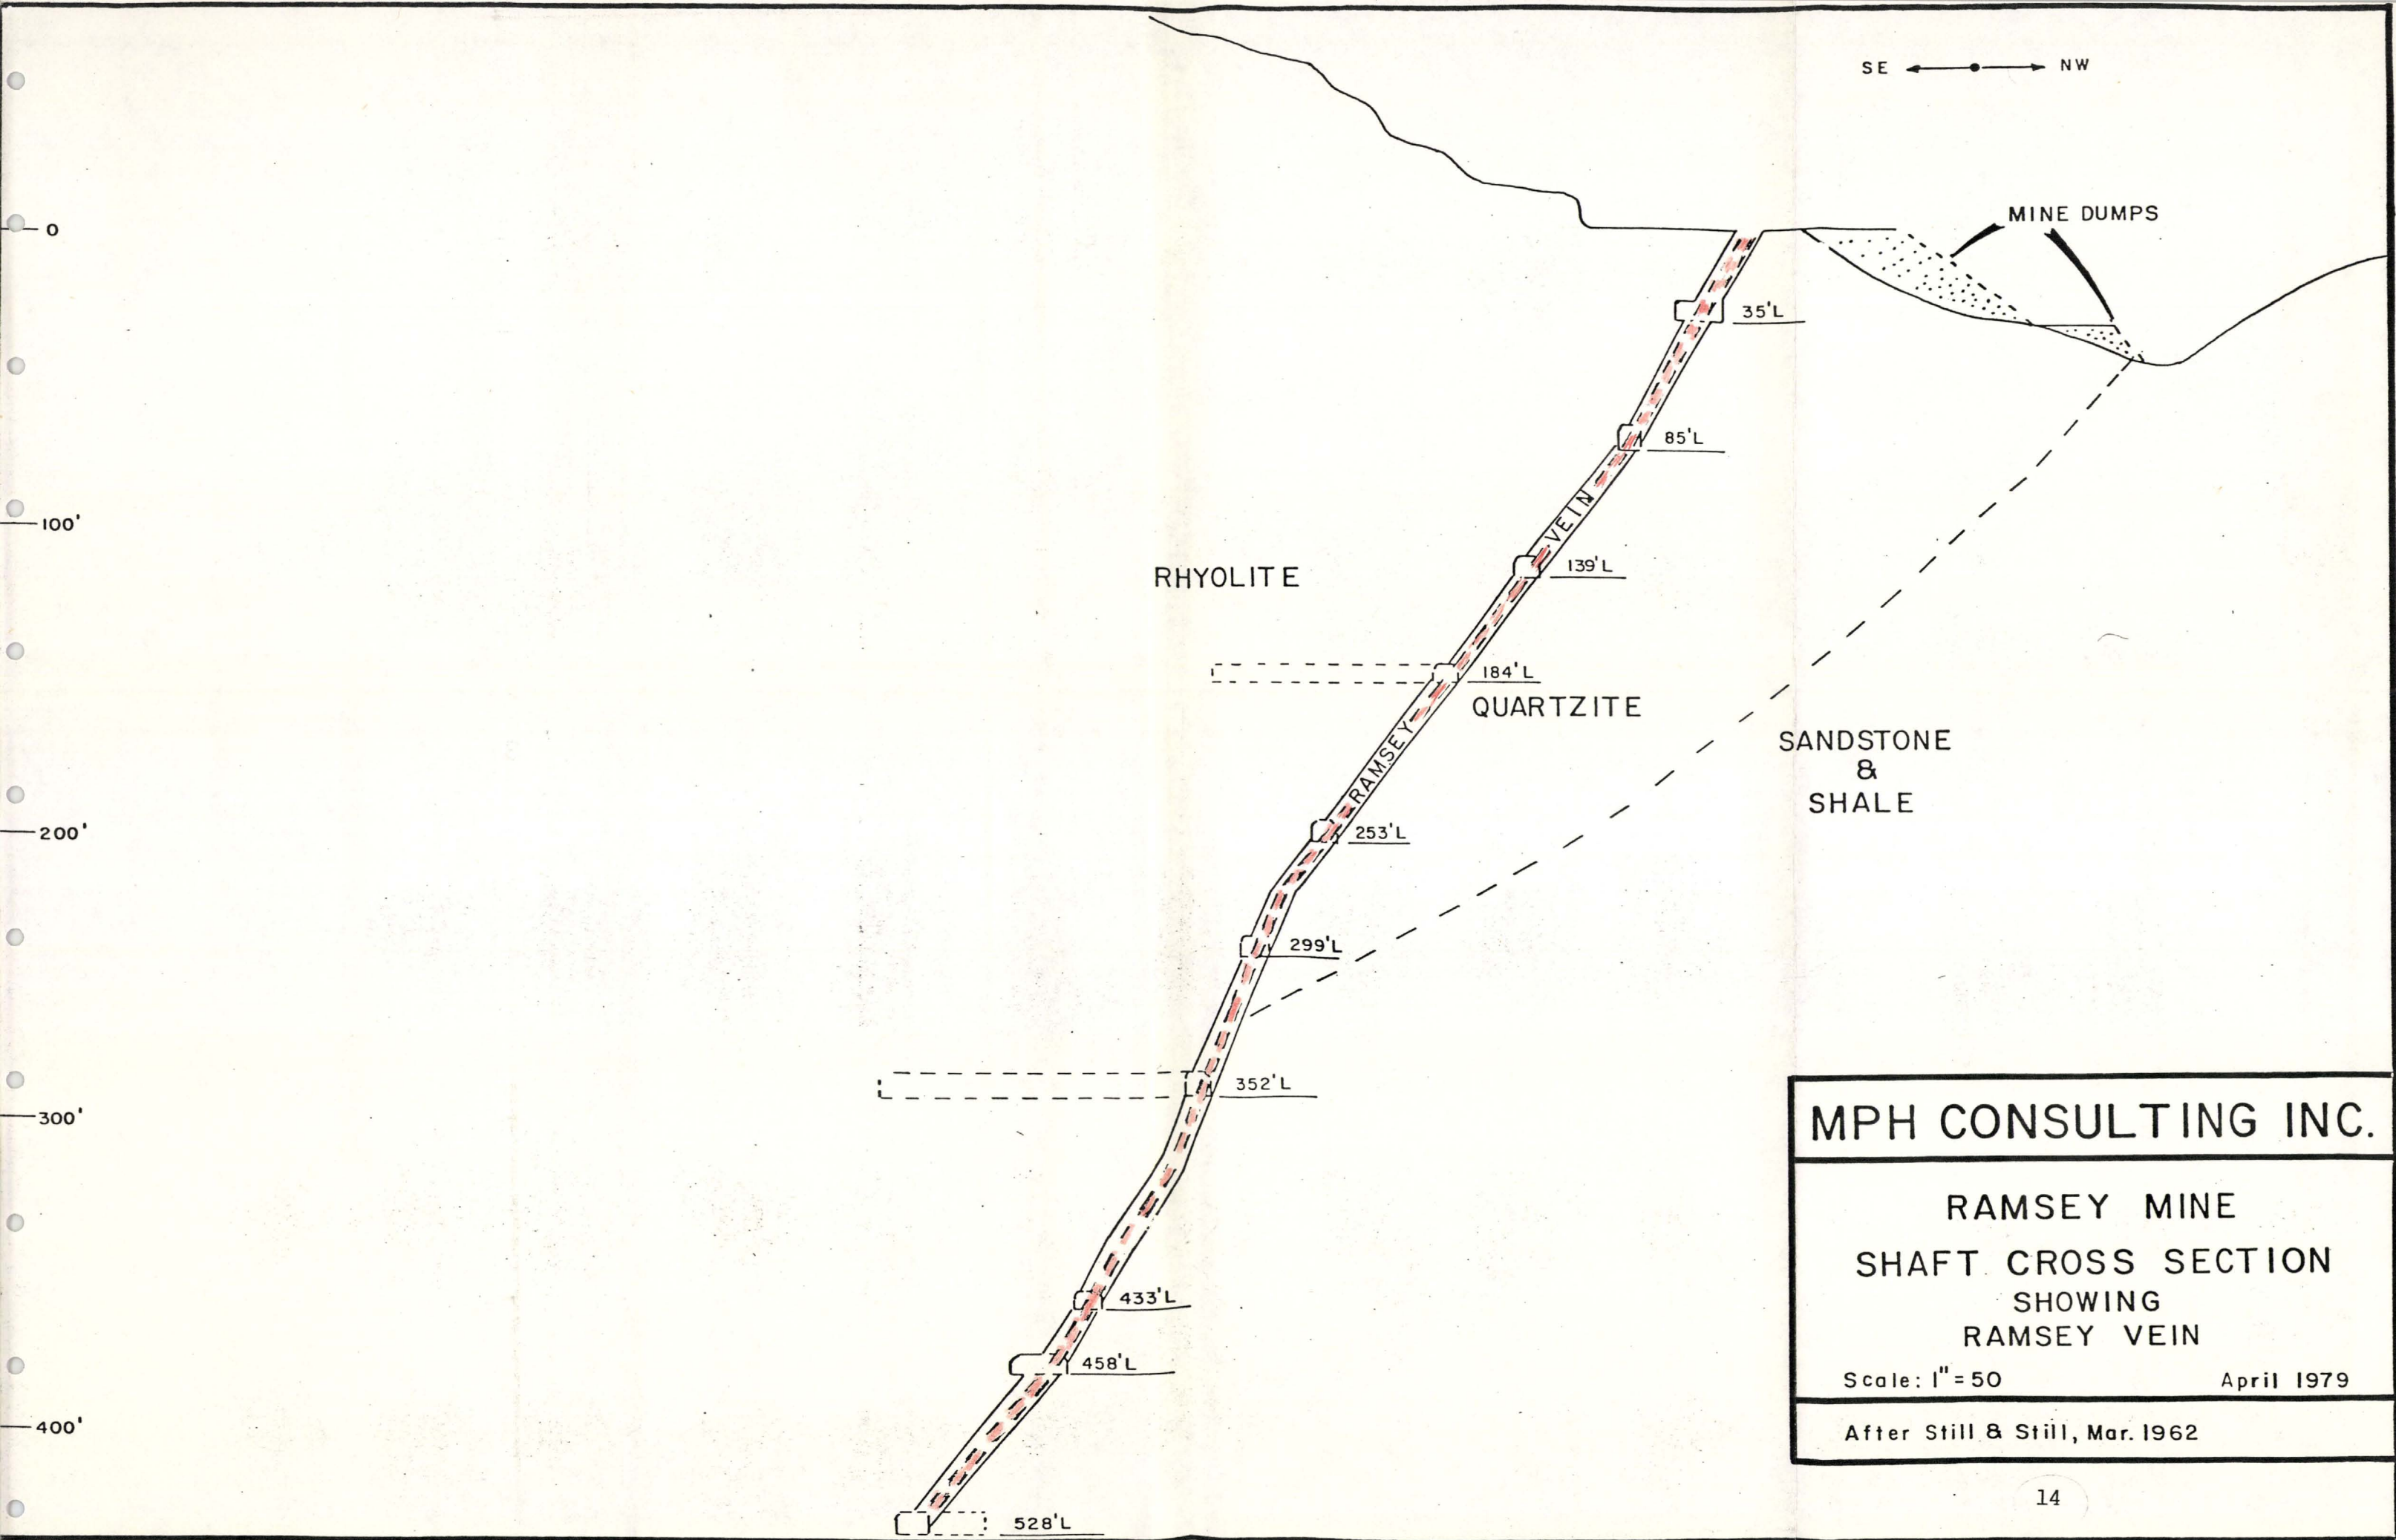 SE NW
MINE DUMPS
0
35'L
85'L
100'
VEIN
139'L
RHYOLITE
184'L
QUARTZITE
RAMSEY
SANDSTONE
&
SHALE
200'
253'L
299'L
352'L
300'
433'L
458'L
400'
528'L
MPH CONSULTING INC.
RAMSEY MINE
SHAFT CROSS SECTION
SHOWING
RAMSEY VEIN
Scale: 1"=50 April 1979
After Still & Still, Mar. 1962
14